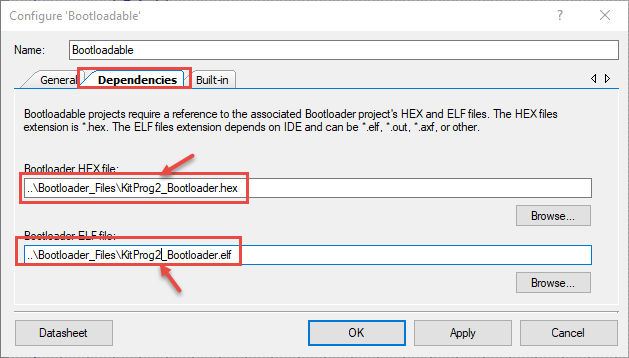 Configure 'Bootloadable'
Name: Bootloadable
General Dependencies Built-in
Bootloadable projects require a reference to the associated Bootloader project's HEX and ELF files. The HEX files
extension is *.hex. The ELF files extension depends on IDE and can be *.elf, *.out, *.axf, or other.
Bootloader HEX file:
..\Bootloader_Files\KitProg2_Bootloader.hex
Browse...
Bootloader ELF file:
..\Bootloader_Files\KitProg2_Bootloader.elf
Browse...
Datasheet OK Apply Cancel